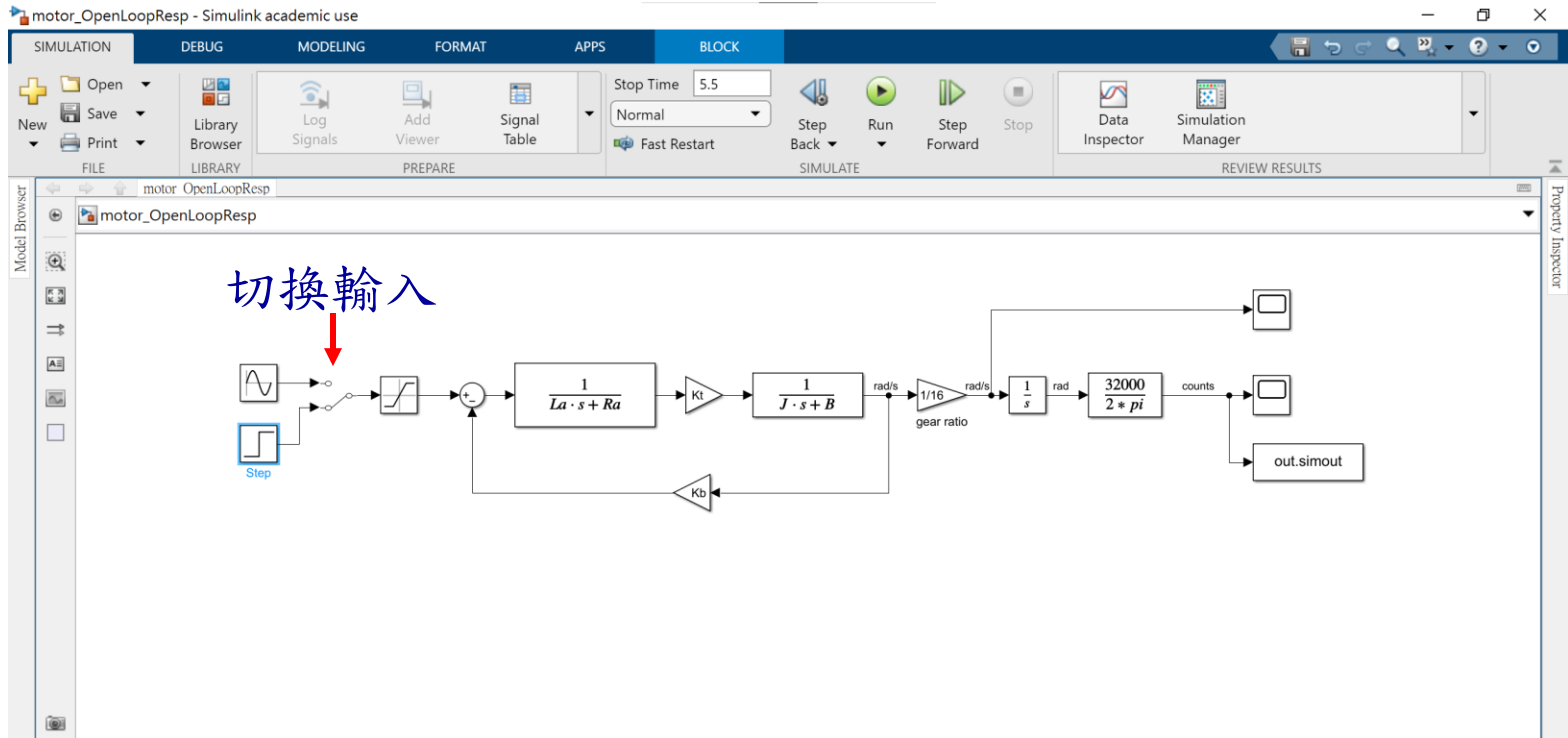 motor_OpenLoopResp - Simulink academic use
SIMULATION DEBUG MODELING FORMAT APPS BLOCK
New
Open
Save
Print
FILE
Library
Browser
LIBRARY
Log
Signals
Add
Viewer
Signal
Table
PREPARE
Stop Time 5.5
Normal
Fast Restart
Step
Back
Run
Step
Forward
Stop
SIMULATE
Data
Inspector
Simulation
Manager
REVIEW RESULTS
Model Browser
Property Inspector
motor_OpenLoopResp
motor_OpenLoopResp
切換輸入
Step
+
-
1
La · s + Ra
Kt
1
J · s + B
rad/s
1/16
gear ratio
rad/s
1
s
rad
32000
2 * pi
counts
out.simout
Kb